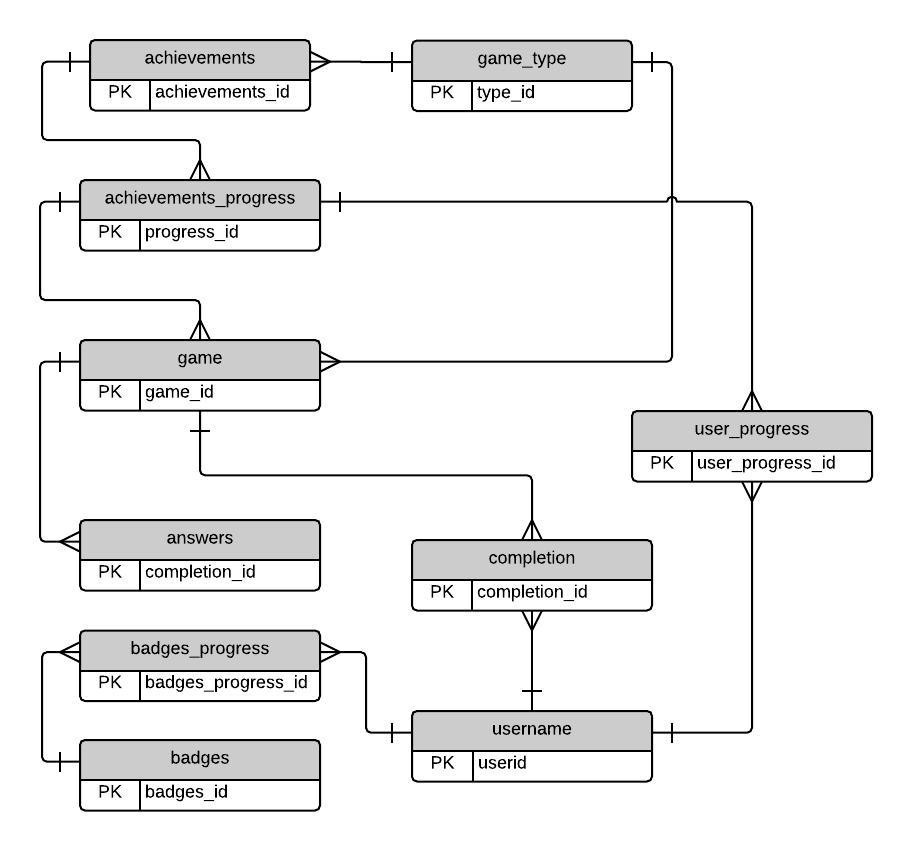 achievements
PK achievements_id
game_type
PK type_id
achievements_progress
PK progress_id
game
PK game_id
user_progress
PK user_progress_id
answers
PK completion_id
completion
PK completion_id
badges_progress
PK badges_progress_id
username
PK userid
badges
PK badges_id